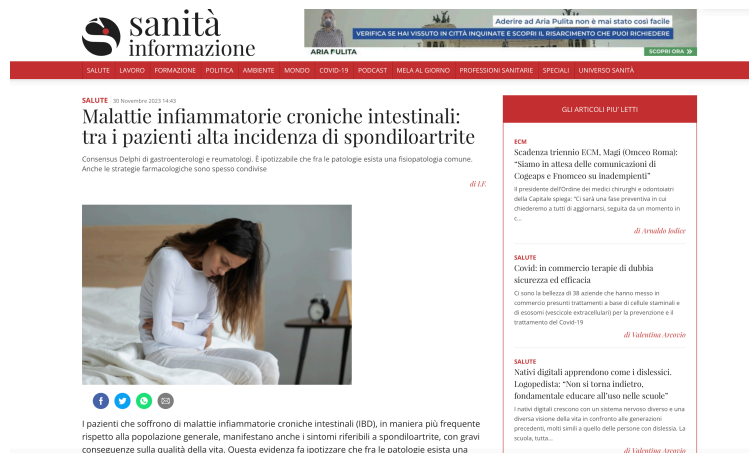 sanità
informazione
Aderire ad Aria Pulita non è mai stato così facile
VERIFICA SE HAI VISSUTO IN CITTÀ INQUINATE E SCOPRI IL RISARCIMENTO CHE PUOI RICHIEDERE
ARIA PULITA
SCOPRI ORA
SALUTE LAVORO FORMAZIONE POLITICA AMBIENTE MONDO COVID-19 PODCAST MELA AL GIORNO PROFESSIONI SANITARIE SPECIALI UNIVERSO SANITÀ
SALUTE 30 Novembre 2023 14:43
Malattie infiammatorie croniche intestinali:
tra i pazienti alta incidenza di spondiloartrite
Consensus Delphi di gastroenterologi e reumatologi. È ipotizzabile che fra le patologie esista una fisiopatologia comune.
Anche le strategie farmacologiche sono spesso condivise
di I.F.
I pazienti che soffrono di malattie infiammatorie croniche intestinali (IBD), in maniera più frequente
rispetto alla popolazione generale, manifestano anche i sintomi riferibili a spondiloartrite, con gravi
conseguenze sulla qualità della vita. Questa evidenza fa ipotizzare che fra le patologie esista una
GLI ARTICOLI PIU' LETTI
ECM
Scadenza triennio ECM, Magi (Omceo Roma):
“Siamo in attesa delle comunicazioni di
Cogeaps e Fnomceo su inadempienti”
Il presidente dell'Ordine dei medici chirurghi e odontoiatri
della Capitale spiega: “Ci sarà una fase preventiva in cui
chiederemo a tutti di aggiornarsi, seguita da un momento in
c...
di Arnaldo Iodice
SALUTE
Covid: in commercio terapie di dubbia
sicurezza ed efficacia
Ci sono la bellezza di 38 aziende che hanno messo in
commercio presunti trattamenti a base di cellule staminali e
di esosomi (vescicole extracellulari) per la prevenzione e il
trattamento del Covid-19
di Valentina Arcovio
SALUTE
Nativi digitali apprendono come i dislessici.
Logopedista: “Non si torna indietro,
fondamentale educare all'uso nelle scuole”
I nativi digitali crescono con un sistema nervoso diverso e una
diversa visione della vita in confronto alle generazioni
precedenti, molti simili a quello delle persone con dislessia. La
scuola, tutta...
di Valentina Arcovio